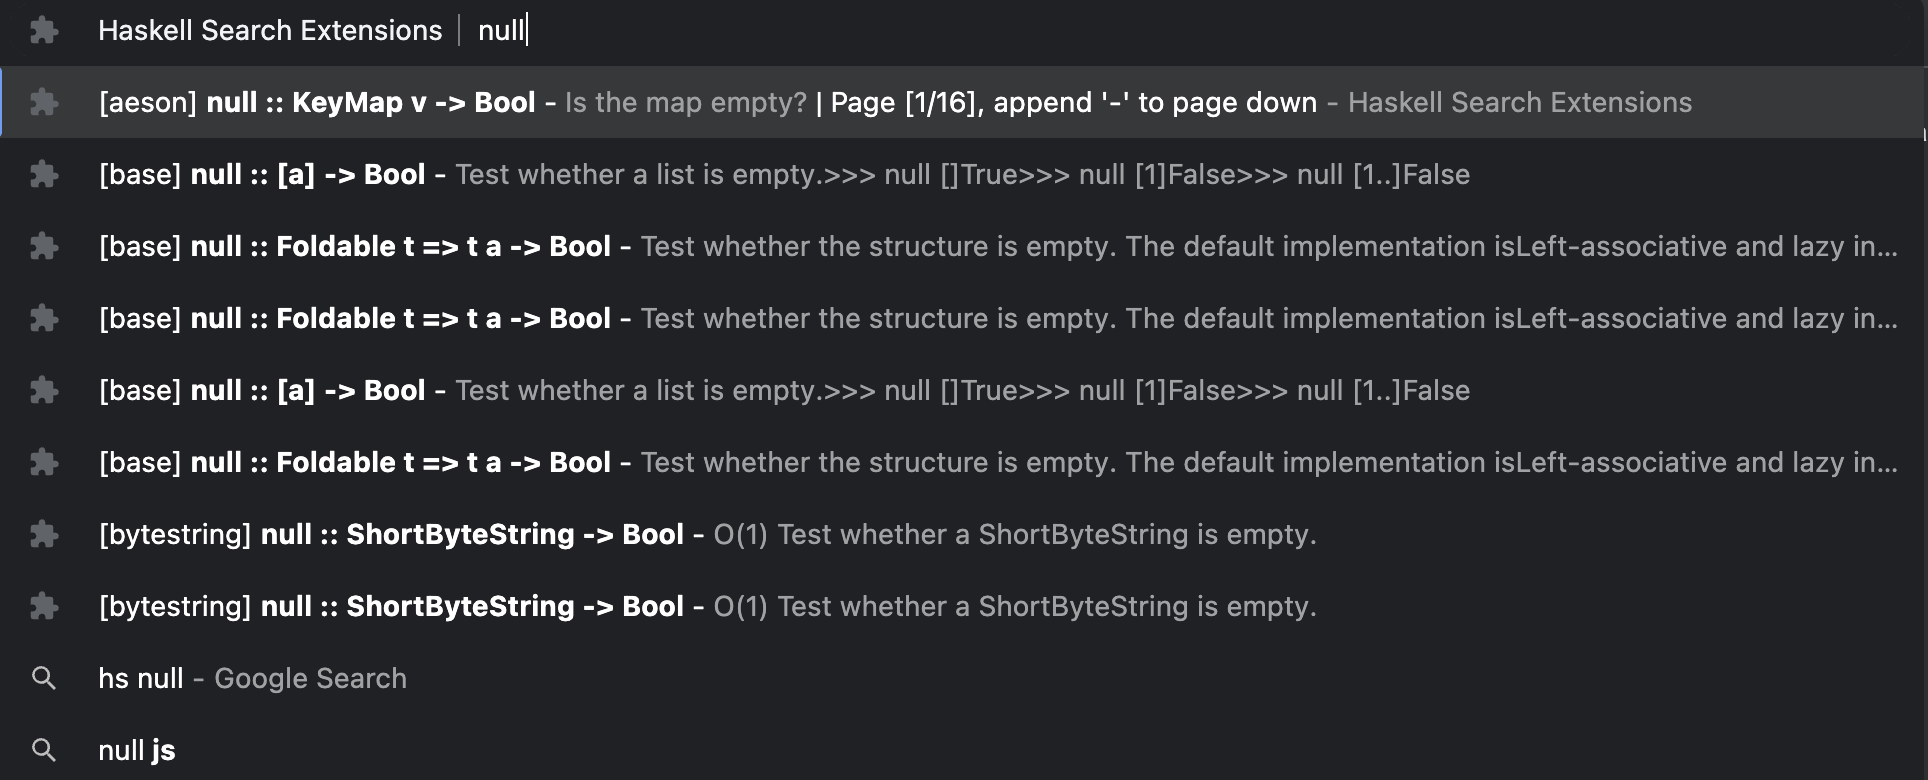 Haskell Search Extensions | null
[aeson] null :: KeyMap v -> Bool - Is the map empty? | Page [1/16], append '-' to page down - Haskell Search Extensions
[base] null :: [a] -> Bool - Test whether a list is empty.>>> null []True>>> null [1]False>>> null [1..]False
[base] null :: Foldable t => t a -> Bool - Test whether the structure is empty. The default implementation isLeft-associative and lazy in...
[base] null :: Foldable t => t a -> Bool - Test whether the structure is empty. The default implementation isLeft-associative and lazy in...
[base] null :: [a] -> Bool - Test whether a list is empty.>>> null []True>>> null [1]False>>> null [1..]False
[base] null :: Foldable t => t a -> Bool - Test whether the structure is empty. The default implementation isLeft-associative and lazy in...
[bytestring] null :: ShortByteString -> Bool - O(1) Test whether a ShortByteString is empty.
[bytestring] null :: ShortByteString -> Bool - O(1) Test whether a ShortByteString is empty.
hs null - Google Search
null js